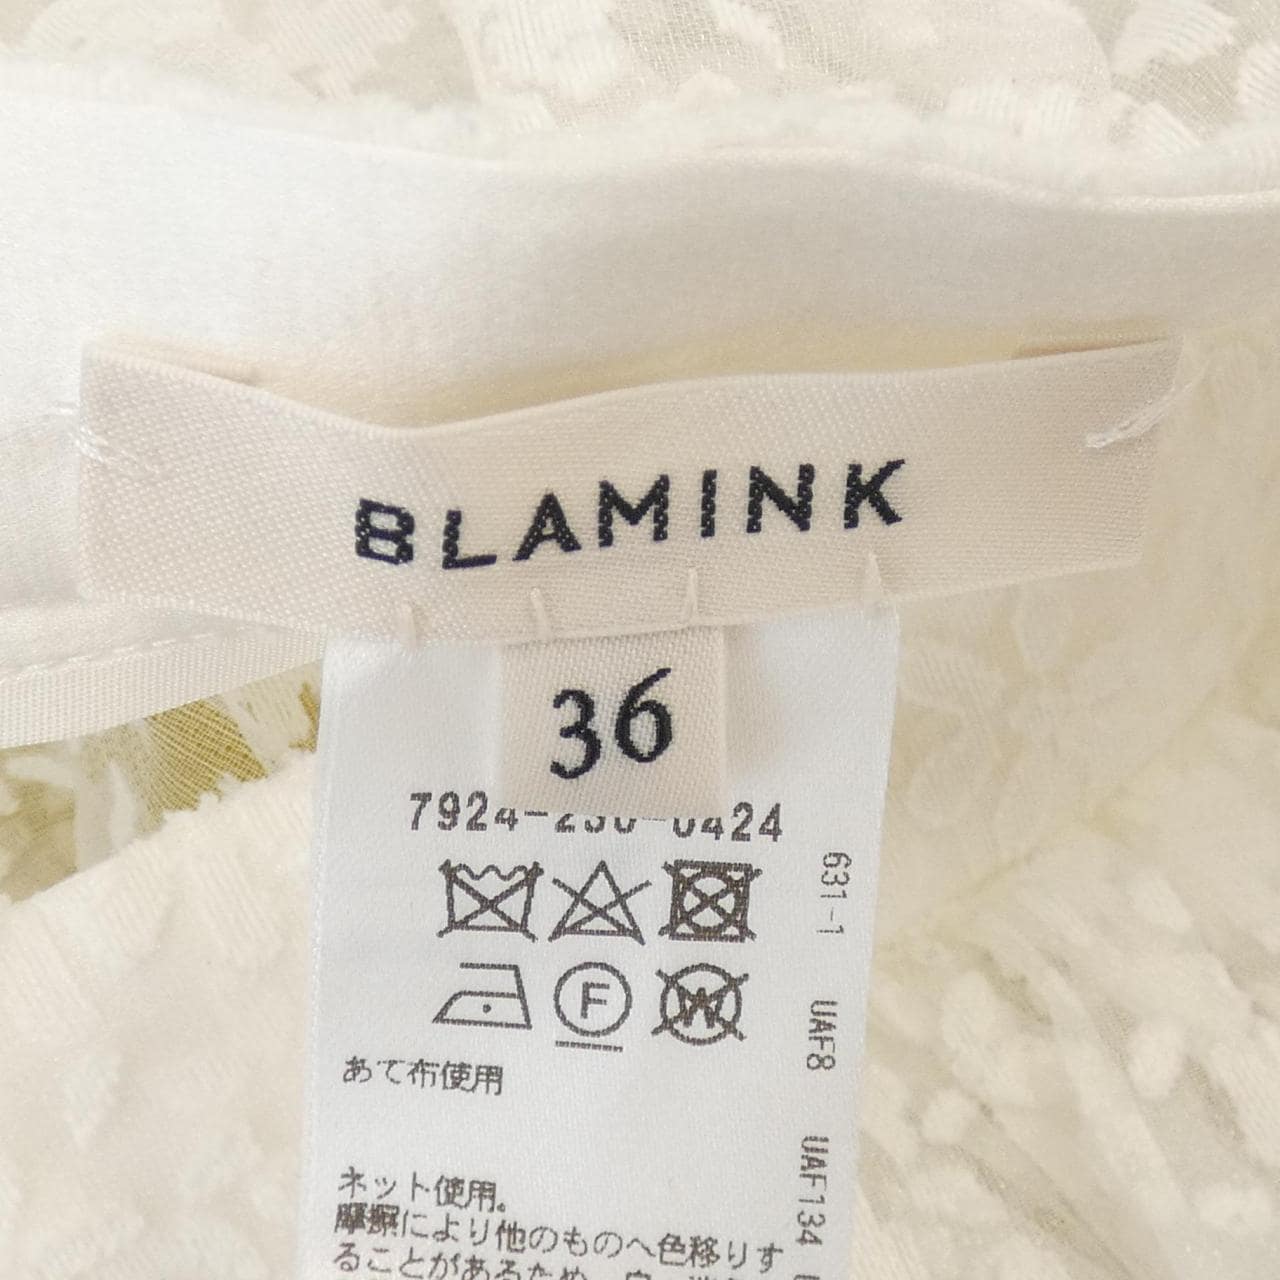 BLAMINK
36
7924-230-0424
F
W
あて布使用
ネット使用。
摩擦により他のものへ色移りす
ることがあるため
631-1 UAF8 UAF134